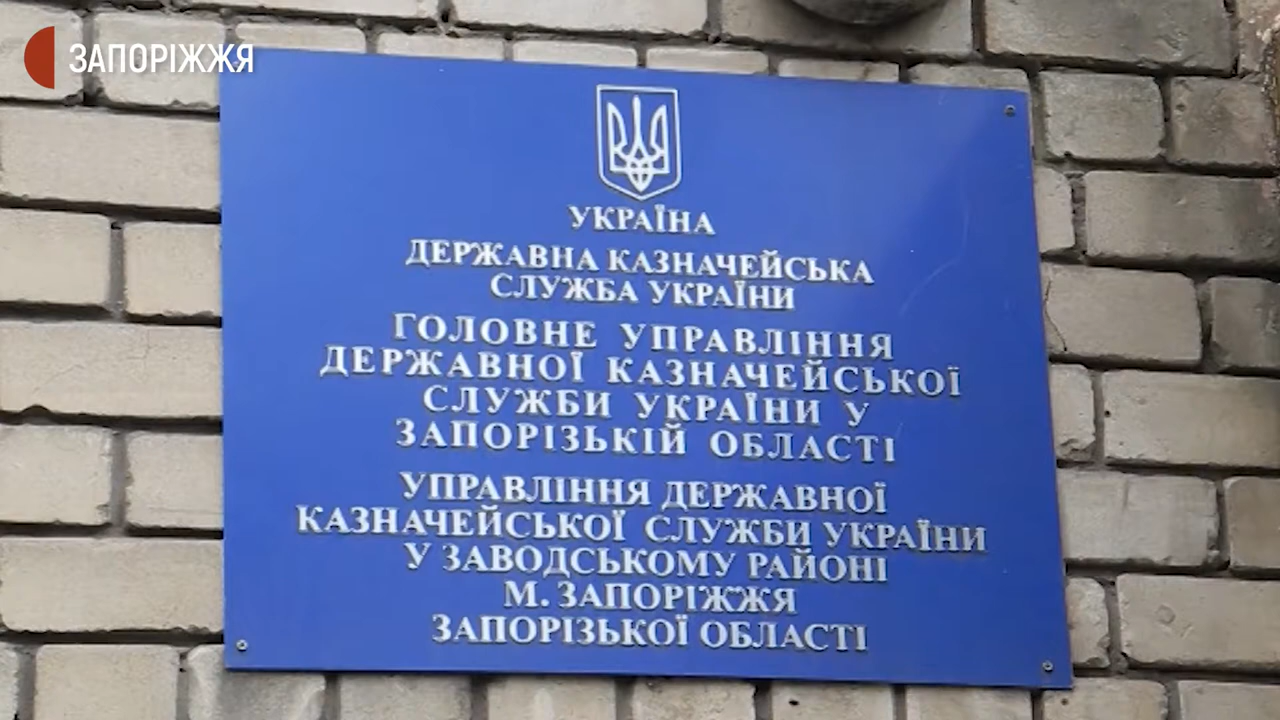 ЗАПОРІЖЖЯ
УКРАЇНА
ДЕРЖАВНА КАЗНАЧЕЙСЬКА
СЛУЖБА УКРАЇНИ
ГОЛОВНЕ УПРАВЛІННЯ
ДЕРЖАВНОЇ КАЗНАЧЕЙСЬКОЇ
СЛУЖБИ УКРАЇНИ У
ЗАПОРІЗЬКІЙ ОБЛАСТІ
УПРАВЛІННЯ ДЕРЖАВНОЇ
КАЗНАЧЕЙСЬКОЇ СЛУЖБИ УКРАЇНИ
У ЗАВОДСЬКОМУ РАЙОНІ
М. ЗАПОРІЖЖЯ
ЗАПОРІЗЬКОЇ ОБЛАСТІ